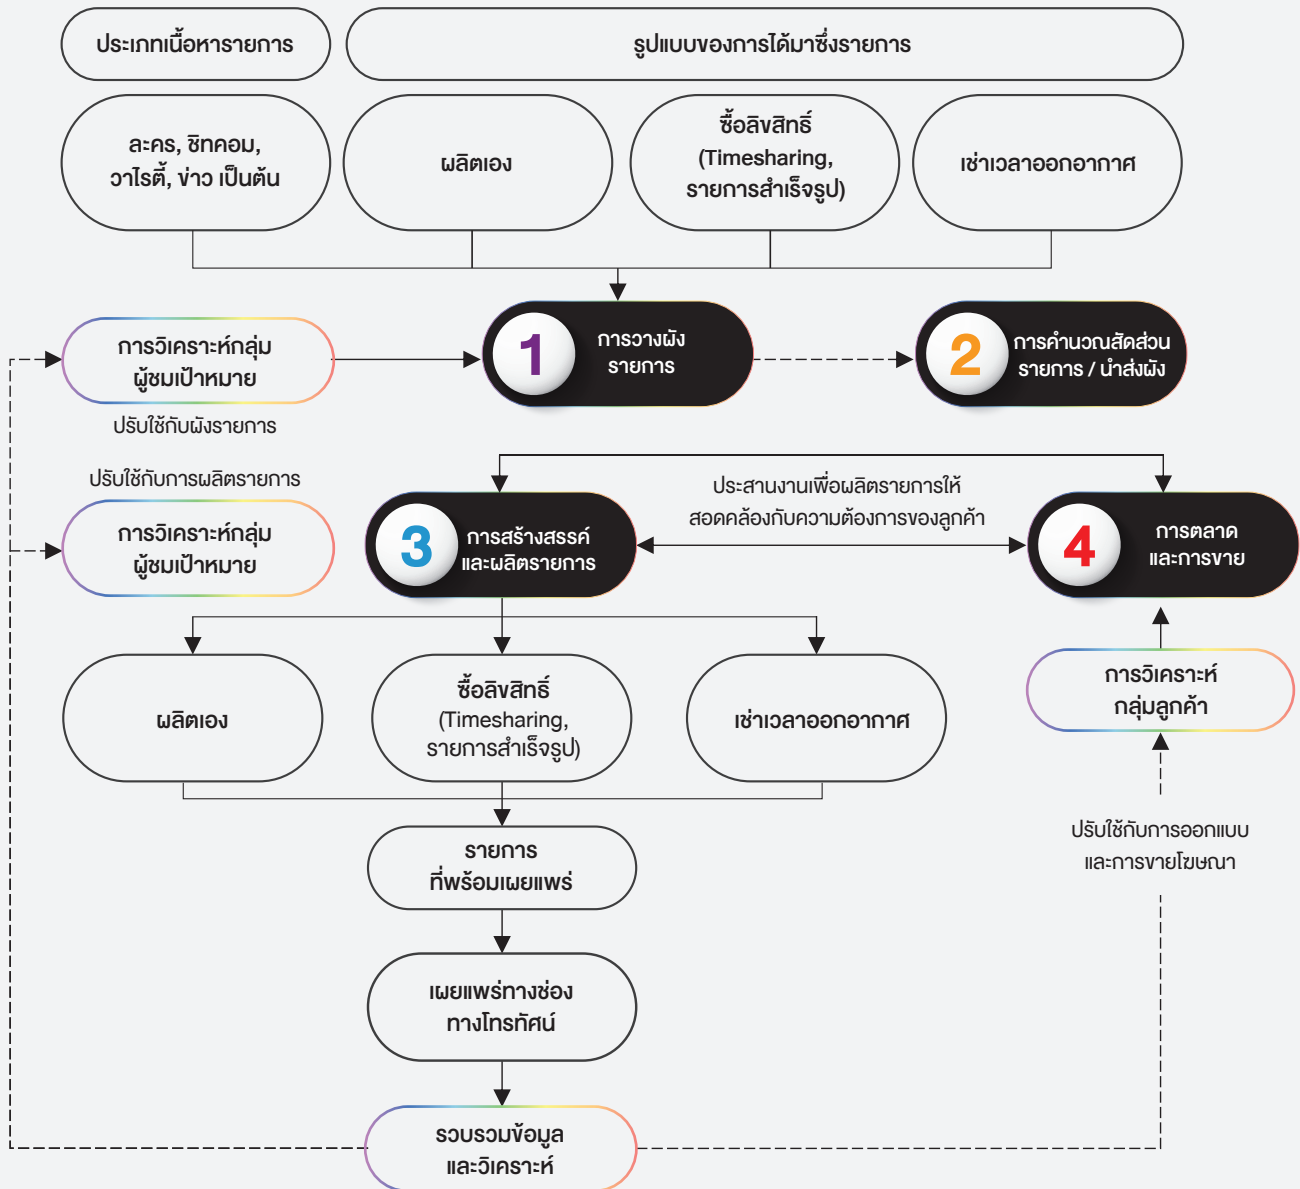 ประเภทเนื้อหารายการ
รูปแบบของการได้มาซึ่งรายการ
ละคร, ซิทคอม,
วาไรตี้, ข่าว เป็นต้น
ผลิตเอง
ซื้อลิขสิทธิ์
(Timesharing,
รายการสำเร็จรูป)
เช่าเวลาออกอากาศ
การวิเคราะห์กลุ่ม
ผู้ชมเป้าหมาย
ปรับใช้กับผังรายการ
1
การวางผัง
รายการ
2
การคำนวณสัดส่วน
รายการ / นำส่งผัง
ปรับใช้กับการผลิตรายการ
การวิเคราะห์กลุ่ม
ผู้ชมเป้าหมาย
3
การสร้างสรรค์
และผลิตรายการ
ประสานงานเพื่อผลิตรายการให้
สอดคล้องกับความต้องการของลูกค้า
4
การตลาด
และการขาย
ผลิตเอง
ซื้อลิขสิทธิ์
(Timesharing,
รายการสำเร็จรูป)
เช่าเวลาออกอากาศ
การวิเคราะห์
กลุ่มลูกค้า
รายการ
ที่พร้อมเผยแพร่
ปรับใช้กับการออกแบบ
และการขายโฆษณา
เผยแพร่ทางช่อง
ทางโทรทัศน์
รวบรวมข้อมูล
และวิเคราะห์